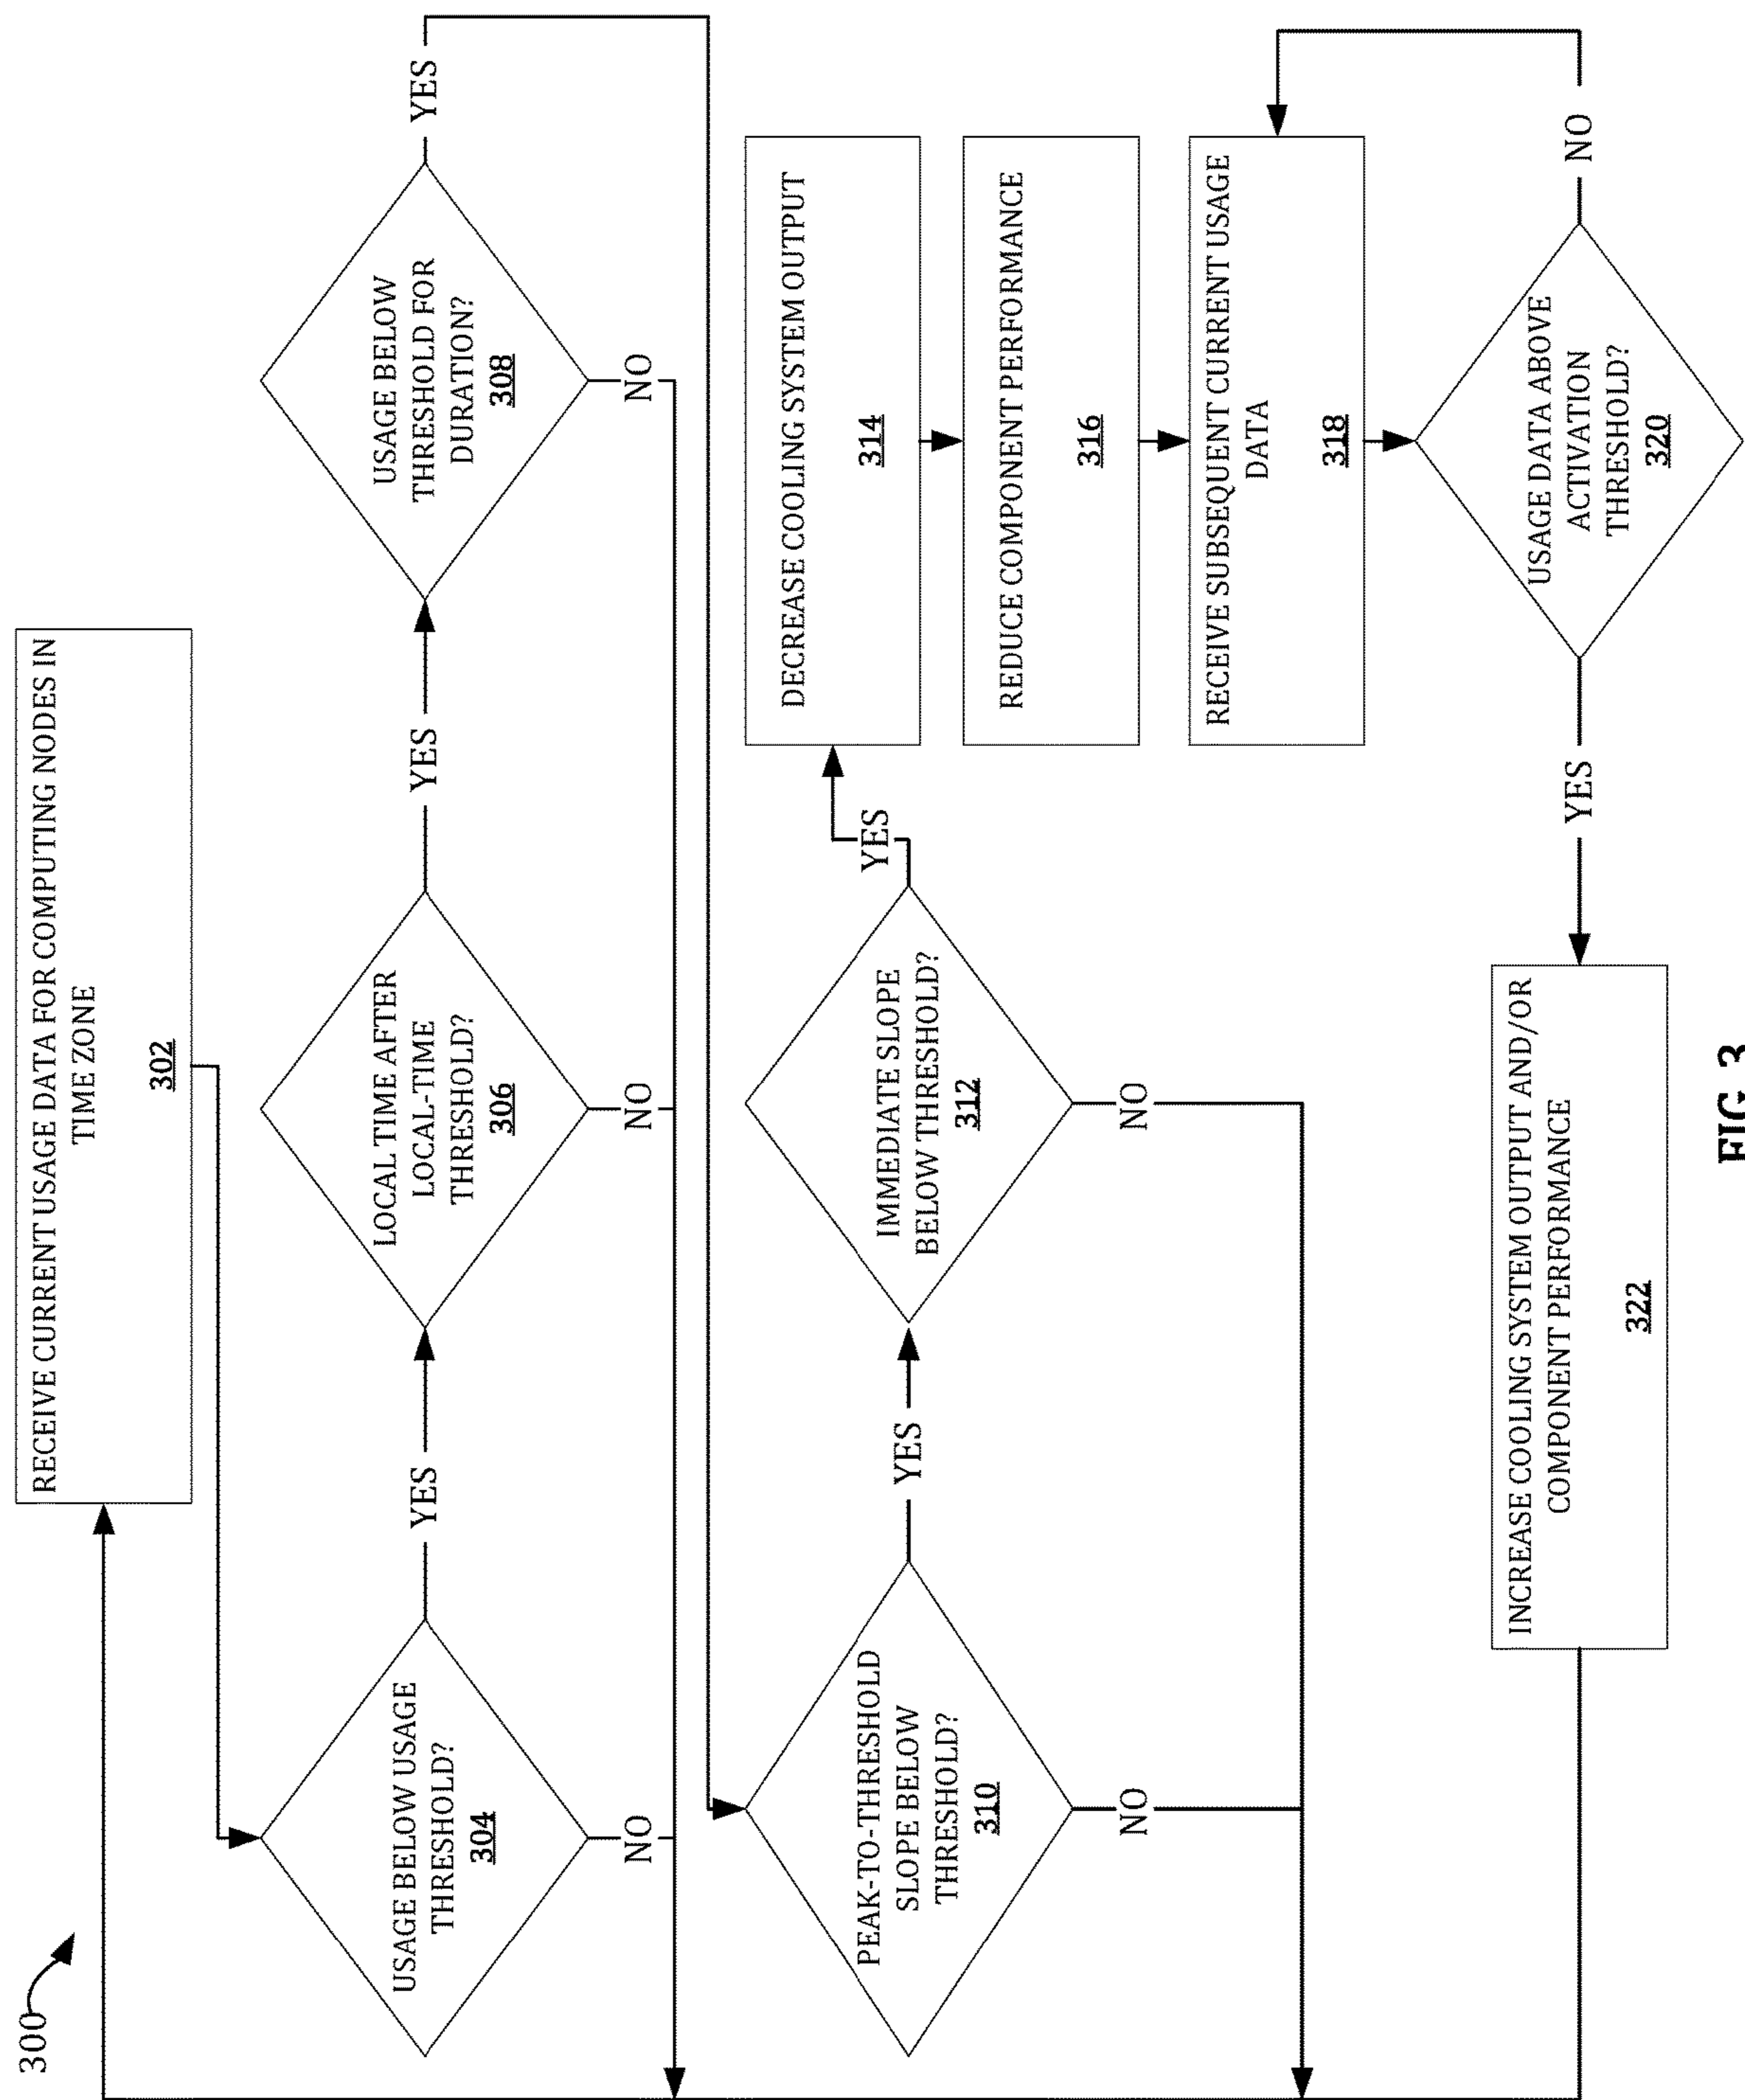 300
RECEIVE CURRENT USAGE DATA FOR COMPUTING NODES IN
TIME ZONE
302
USAGE BELOW USAGE
THRESHOLD?
304
YES
NO
LOCAL TIME AFTER
LOCAL-TIME
THRESHOLD?
306
YES
NO
USAGE BELOW
THRESHOLD FOR
DURATION?
308
YES
NO
PEAK-TO-THRESHOLD
SLOPE BELOW
THRESHOLD?
310
YES
NO
IMMEDIATE SLOPE
BELOW THRESHOLD?
312
YES
NO
DECREASE COOLING SYSTEM OUTPUT
314
REDUCE COMPONENT PERFORMANCE
316
RECEIVE SUBSEQUENT CURRENT USAGE
DATA
318
USAGE DATA ABOVE
ACTIVATION
THRESHOLD?
320
NO
YES
INCREASE COOLING SYSTEM OUTPUT AND/OR
COMPONENT PERFORMANCE
322
FIG. 3